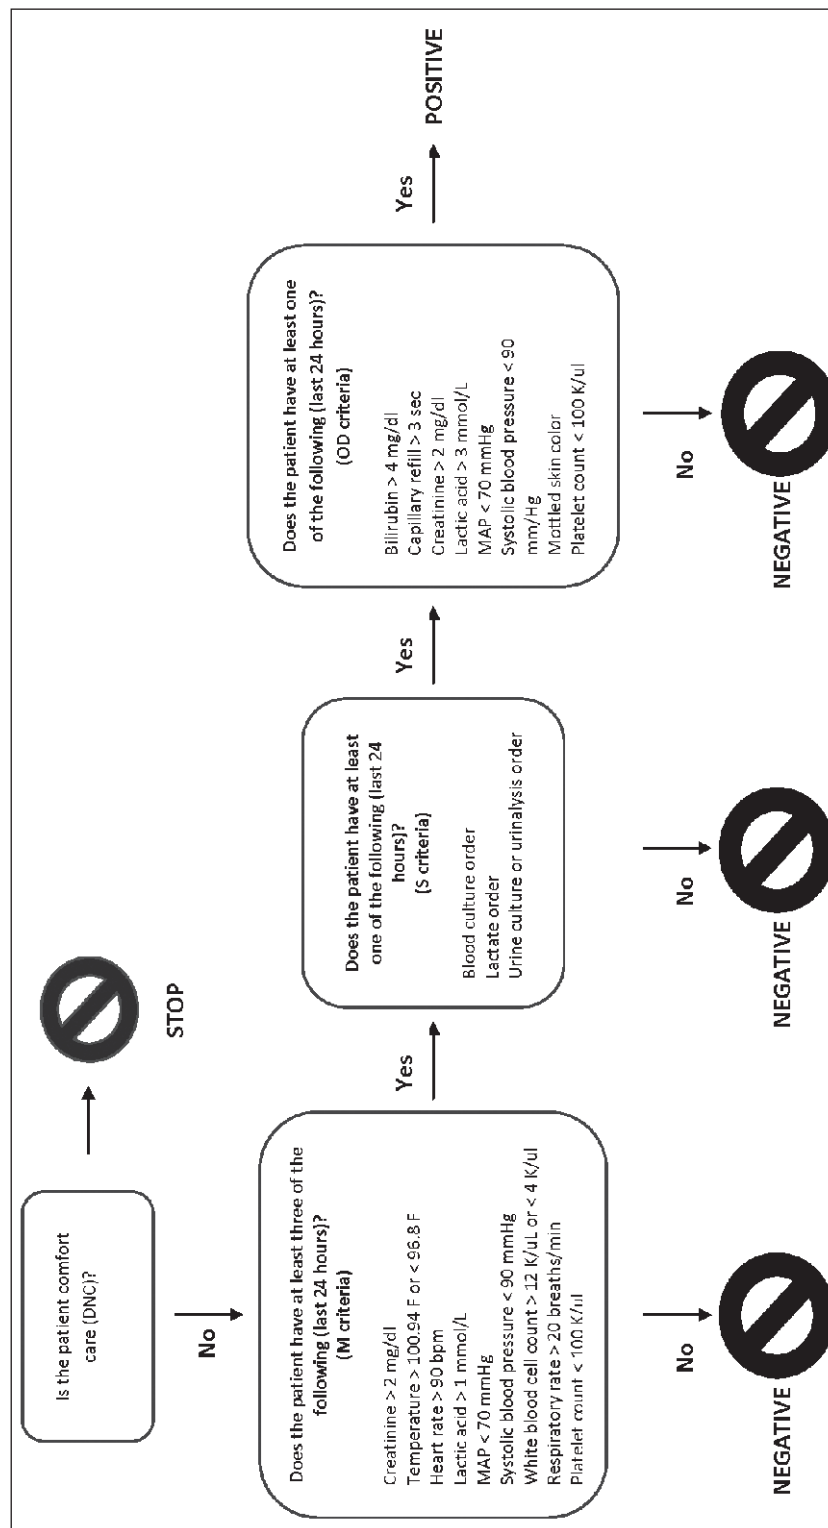 Is the patient comfort
care (DNC)?
STOP
No
Does the patient have at least three of the
following (last 24 hours)?
(M criteria)
Creatinine > 2 mg/dl
Temperature > 100.94 F or < 96.8 F
Heart rate > 90 bpm
Lactic acid > 1 mmol/L
MAP < 70 mmHg
Systolic blood pressure < 90 mmHg
White blood cell count > 12 K/uL or < 4 K/ul
Respiratory rate > 20 breaths/min
Platelet count < 100 K/ul
No
NEGATIVE
Yes
Does the patient have at least
one of the following (last 24
hours)?
(S criteria)
Blood culture order
Lactate order
Urine culture or urinalysis order
No
NEGATIVE
Yes
Does the patient have at least one
of the following (last 24 hours)?
(OD criteria)
Bilirubin > 4 mg/dl
Capillary refill > 3 sec
Creatinine > 2 mg/dl
Lactic acid > 3 mmol/L
MAP < 70 mmHg
Systolic blood pressure < 90
mm/Hg
Mottled skin color
Platelet count < 100 K/ul
No
NEGATIVE
Yes
POSITIVE